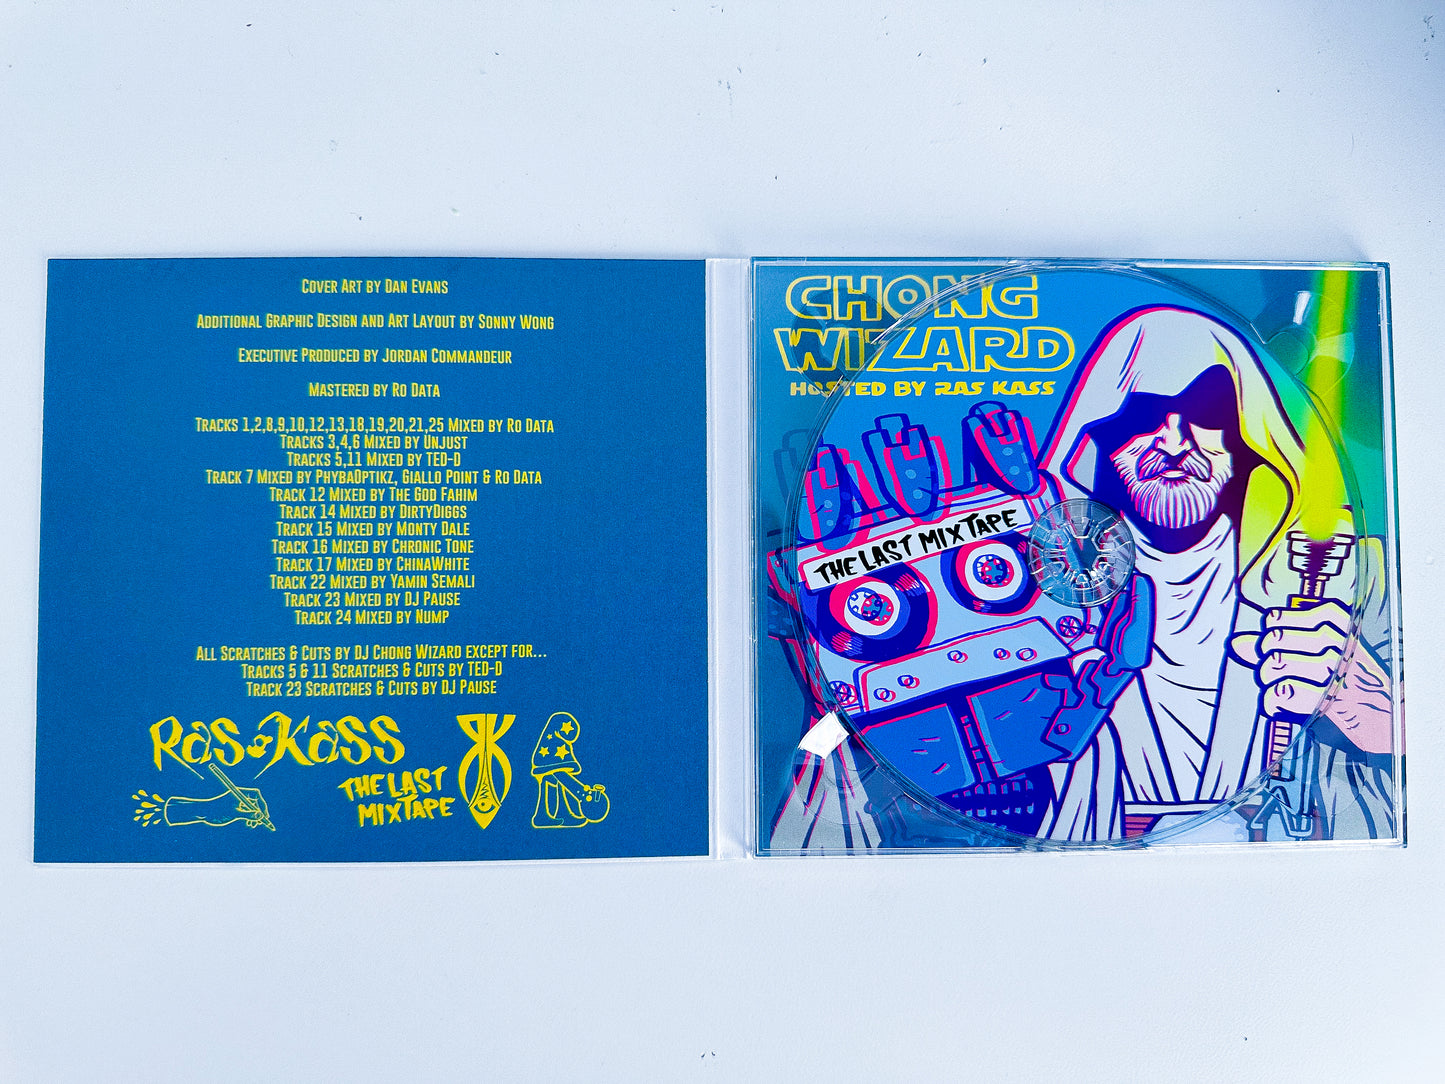 Cover Art by Dan Evans
Additional Graphic Design and Art Layout by Sonny Wong
Executive Produced by Jordan Commandeur
Mastered by Ro Data
Tracks 1,2,8,9,10,12,13,18,19,20,21,25 Mixed by Ro Data
Tracks 3,4,6 Mixed by Unjust
Tracks 5,11 Mixed by TED-D
Track 7 Mixed by PhybaOptikz, Giallo Point & Ro Data
Track 12 Mixed by The God Fahim
Track 14 Mixed by DirtyDiggs
Track 15 Mixed by Monty Dale
Track 16 Mixed by Chronic Tone
Track 17 Mixed by ChinaWhite
Track 22 Mixed by Yamin Semali
Track 23 Mixed by DJ Pause
Track 24 Mixed by Nump
All Scratches & Cuts by DJ Chong Wizard except for...
Tracks 5 & 11 Scratches & Cuts by TED-D
Track 23 Scratches & Cuts by DJ Pause
Ras Kass
THE LAST
MIXTAPE
CHONG
WIZARD
HOSTED BY RAS KASS
THE LAST MIXTAPE